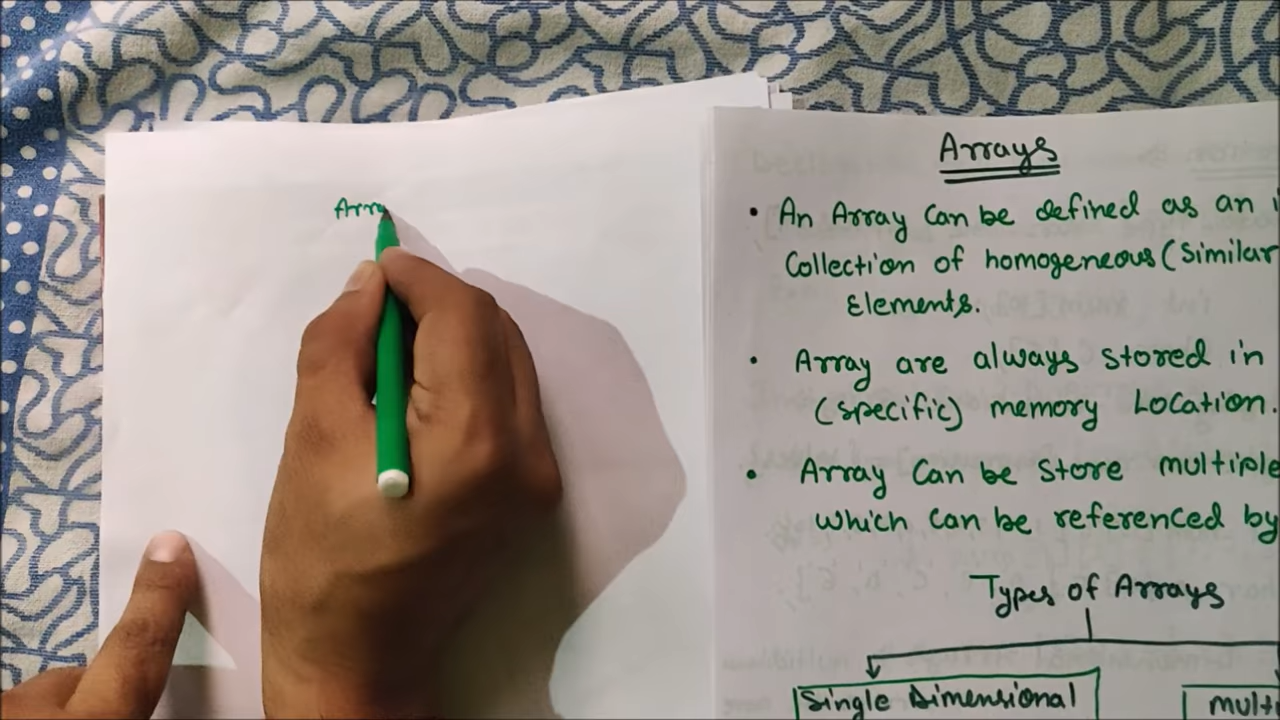 Arra
Arrays
• An Array Can be defined as an
Collection of homogeneous (Similar
Elements.
• Array are always stored in
(specific) memory Location.
• Array Can be Store multiple
which can be referenced by
Types of Arrays
Single Dimensional
multi